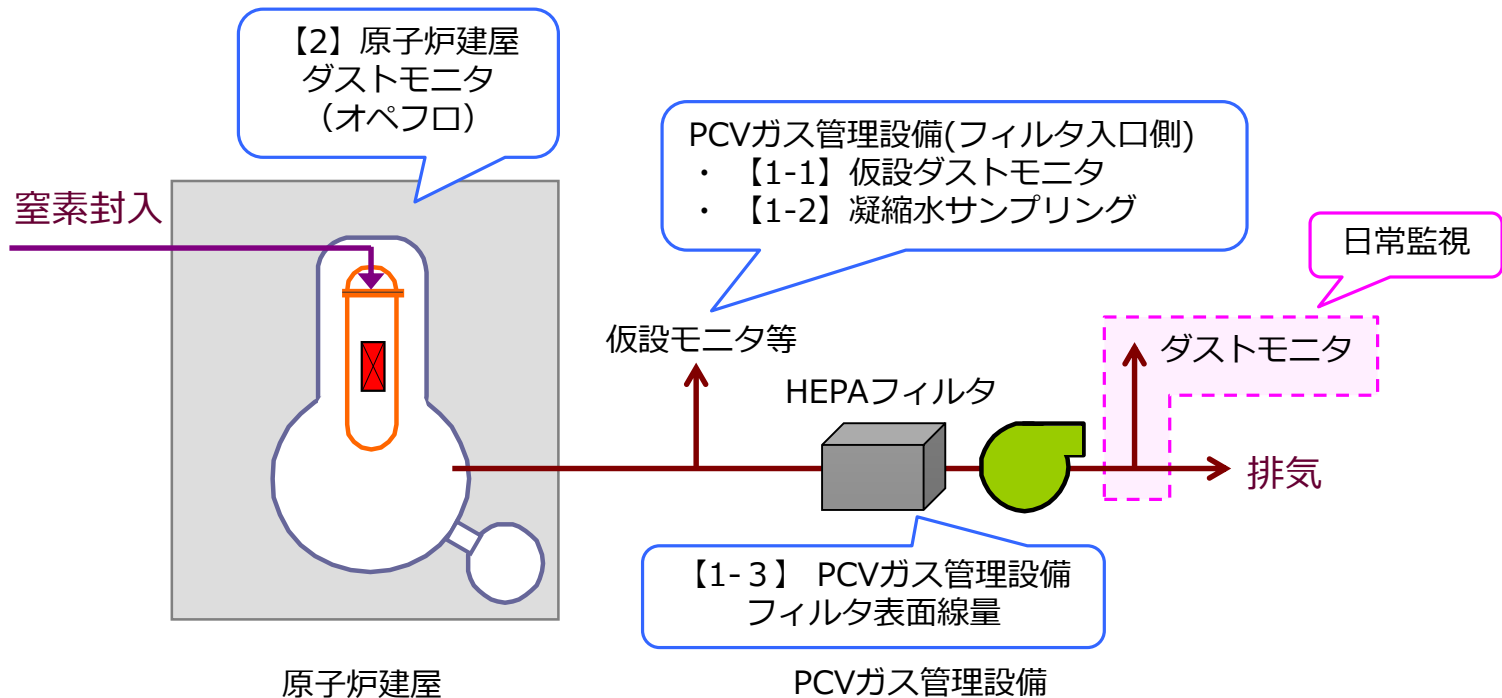 【2】原子炉建屋
ダストモニタ
（オペフロ）
PCVガス管理設備(フィルタ入口側)
・ 【1-1】仮設ダストモニタ
・ 【1-2】凝縮水サンプリング
窒素封入
日常監視
仮設モニタ等
ダストモニタ
HEPAフィルタ
排気
【1-３】 PCVガス管理設備
フィルタ表面線量
原子炉建屋
PCVガス管理設備